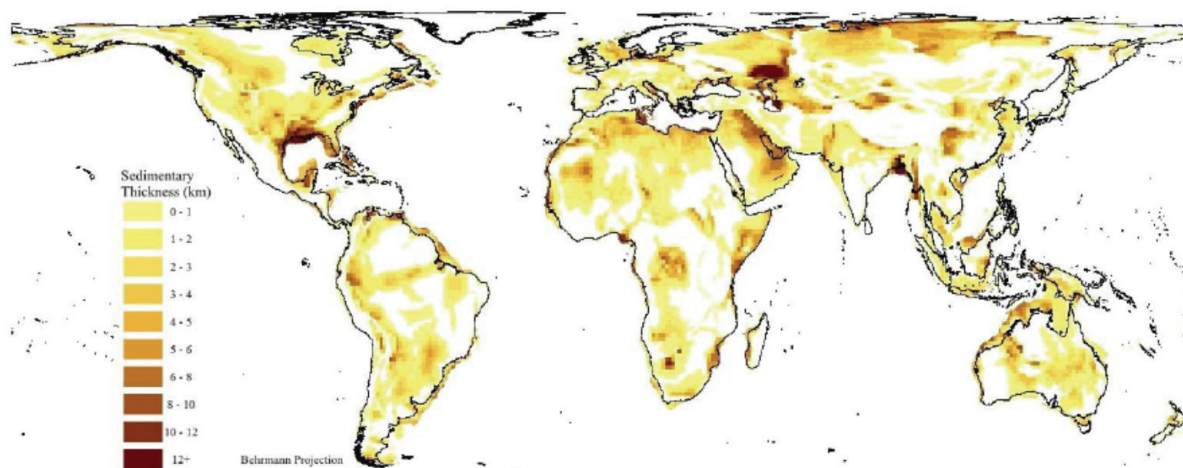 Sedimentary
Thickness (km)
0 - 1
1 - 2
2 - 3
3 - 4
4 - 5
5 - 6
6 - 8
8 - 10
10 - 12
12+
Behrmann Projection